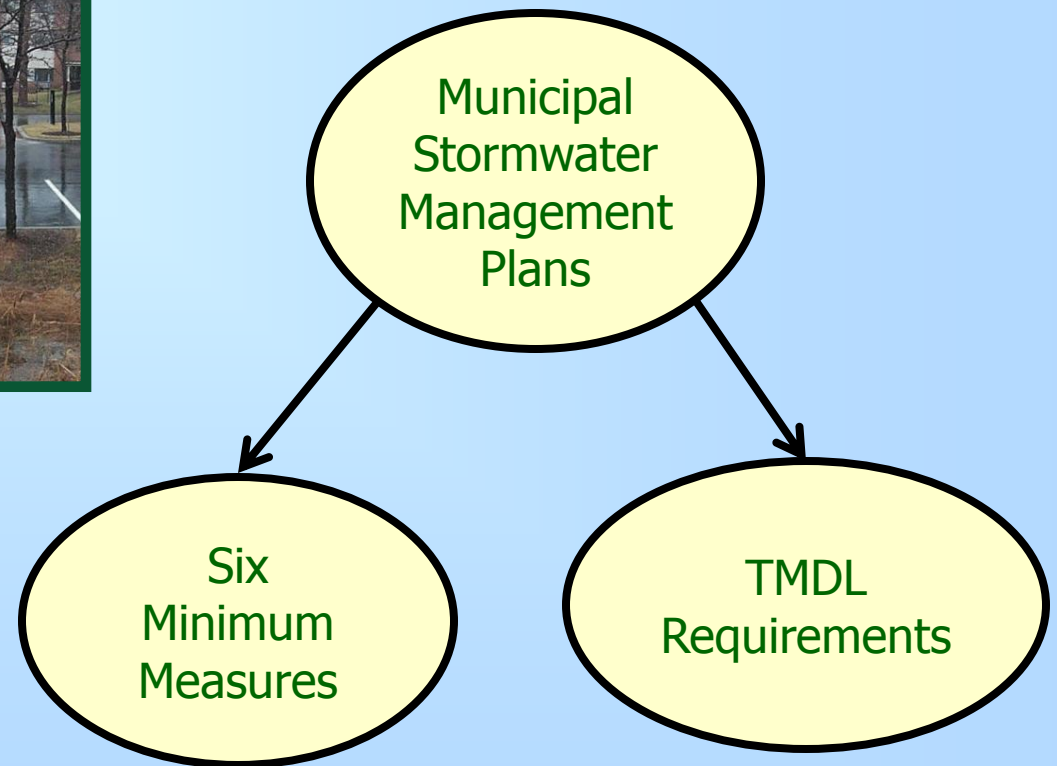 Municipal
Stormwater
Management
Plans
Six
Minimum
Measures
TMDL
Requirements